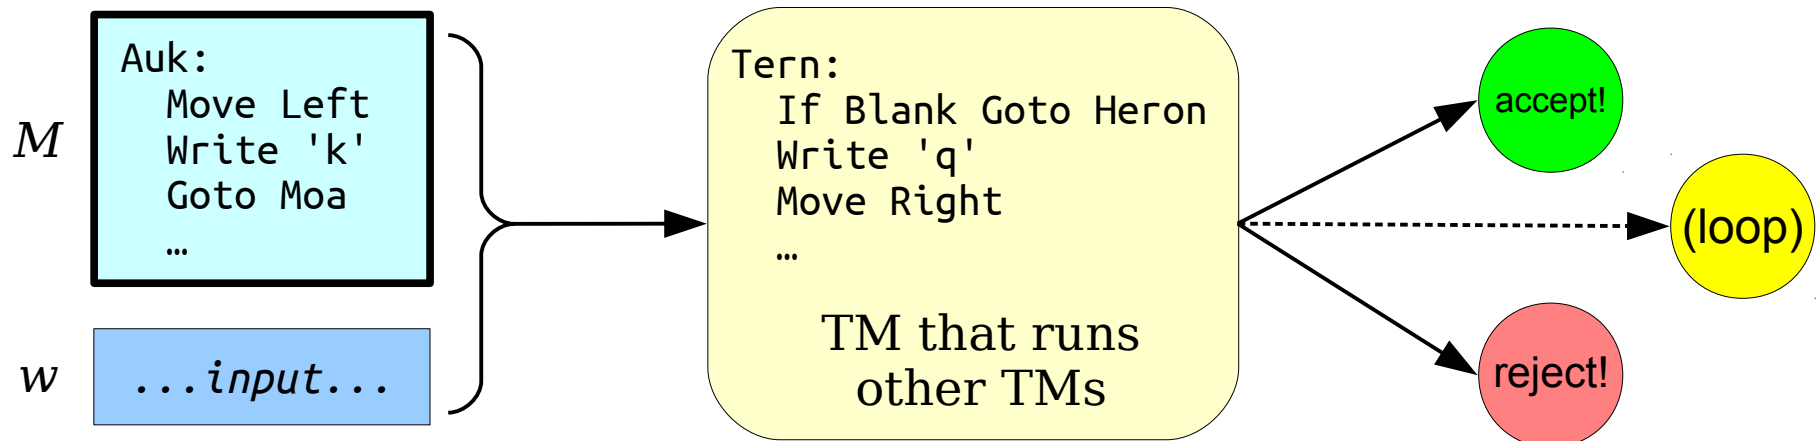 M
Auk:
Move Left
Write 'k'
Goto Moa
…
w
...input...
Tern:
If Blank Goto Heron
Write 'q'
Move Right
…
TM that runs
other TMs
accept!
(loop)
reject!